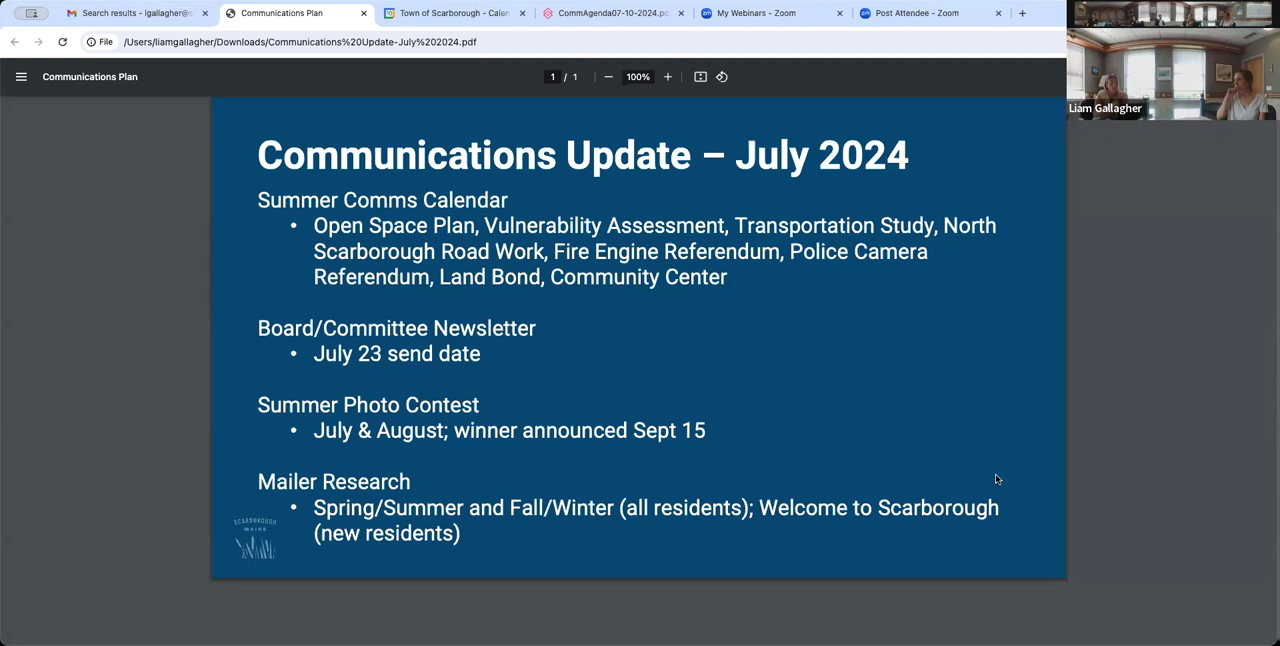 Search results - lgallagher@s
Communications Plan
Town of Scarborough - Calen
CommAgenda07-10-2024.pd
My Webinars - Zoom
Post Attendee - Zoom
File
/Users/liamgallagher/Downloads/Communications%20Update-July%202024.pdf
Communications Plan
1 / 1
100%
Liam Gallagher
Communications Update – July 2024
Summer Comms Calendar
• Open Space Plan, Vulnerability Assessment, Transportation Study, North
Scarborough Road Work, Fire Engine Referendum, Police Camera
Referendum, Land Bond, Community Center
Board/Committee Newsletter
• July 23 send date
Summer Photo Contest
• July & August; winner announced Sept 15
Mailer Research
• Spring/Summer and Fall/Winter (all residents); Welcome to Scarborough
(new residents)
SCARBOROUGH
MAINE